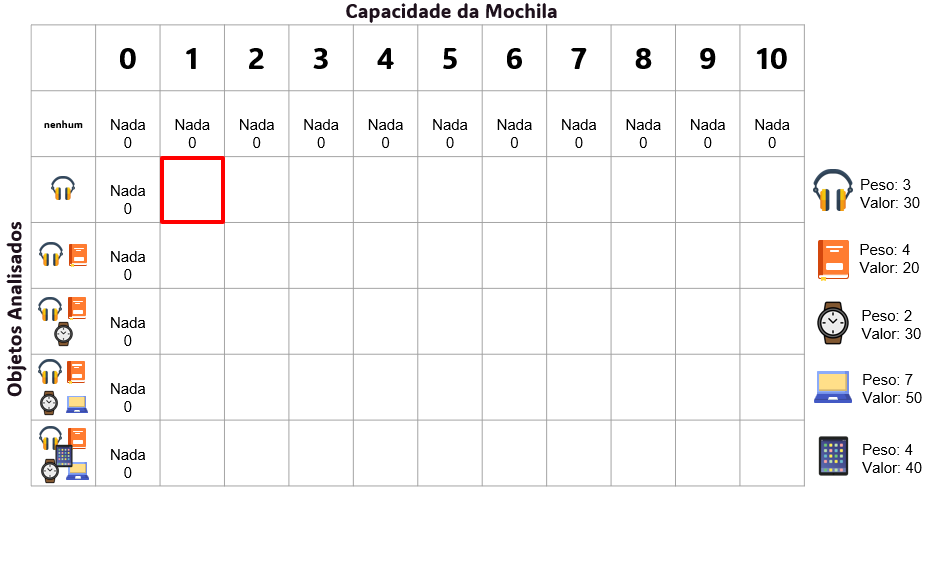 Capacidade da Mochila
0 1 2 3 4 5 6 7 8 9 10
nenhum
Nada Nada Nada Nada Nada Nada Nada Nada Nada Nada Nada
0 0 0 0 0 0 0 0 0 0 0
Objetos Analisados
Nada
0
Nada
0
Nada
0
Nada
0
Nada
0
Peso: 3
Valor: 30
Peso: 4
Valor: 20
Peso: 2
Valor: 30
Peso: 7
Valor: 50
Peso: 4
Valor: 40